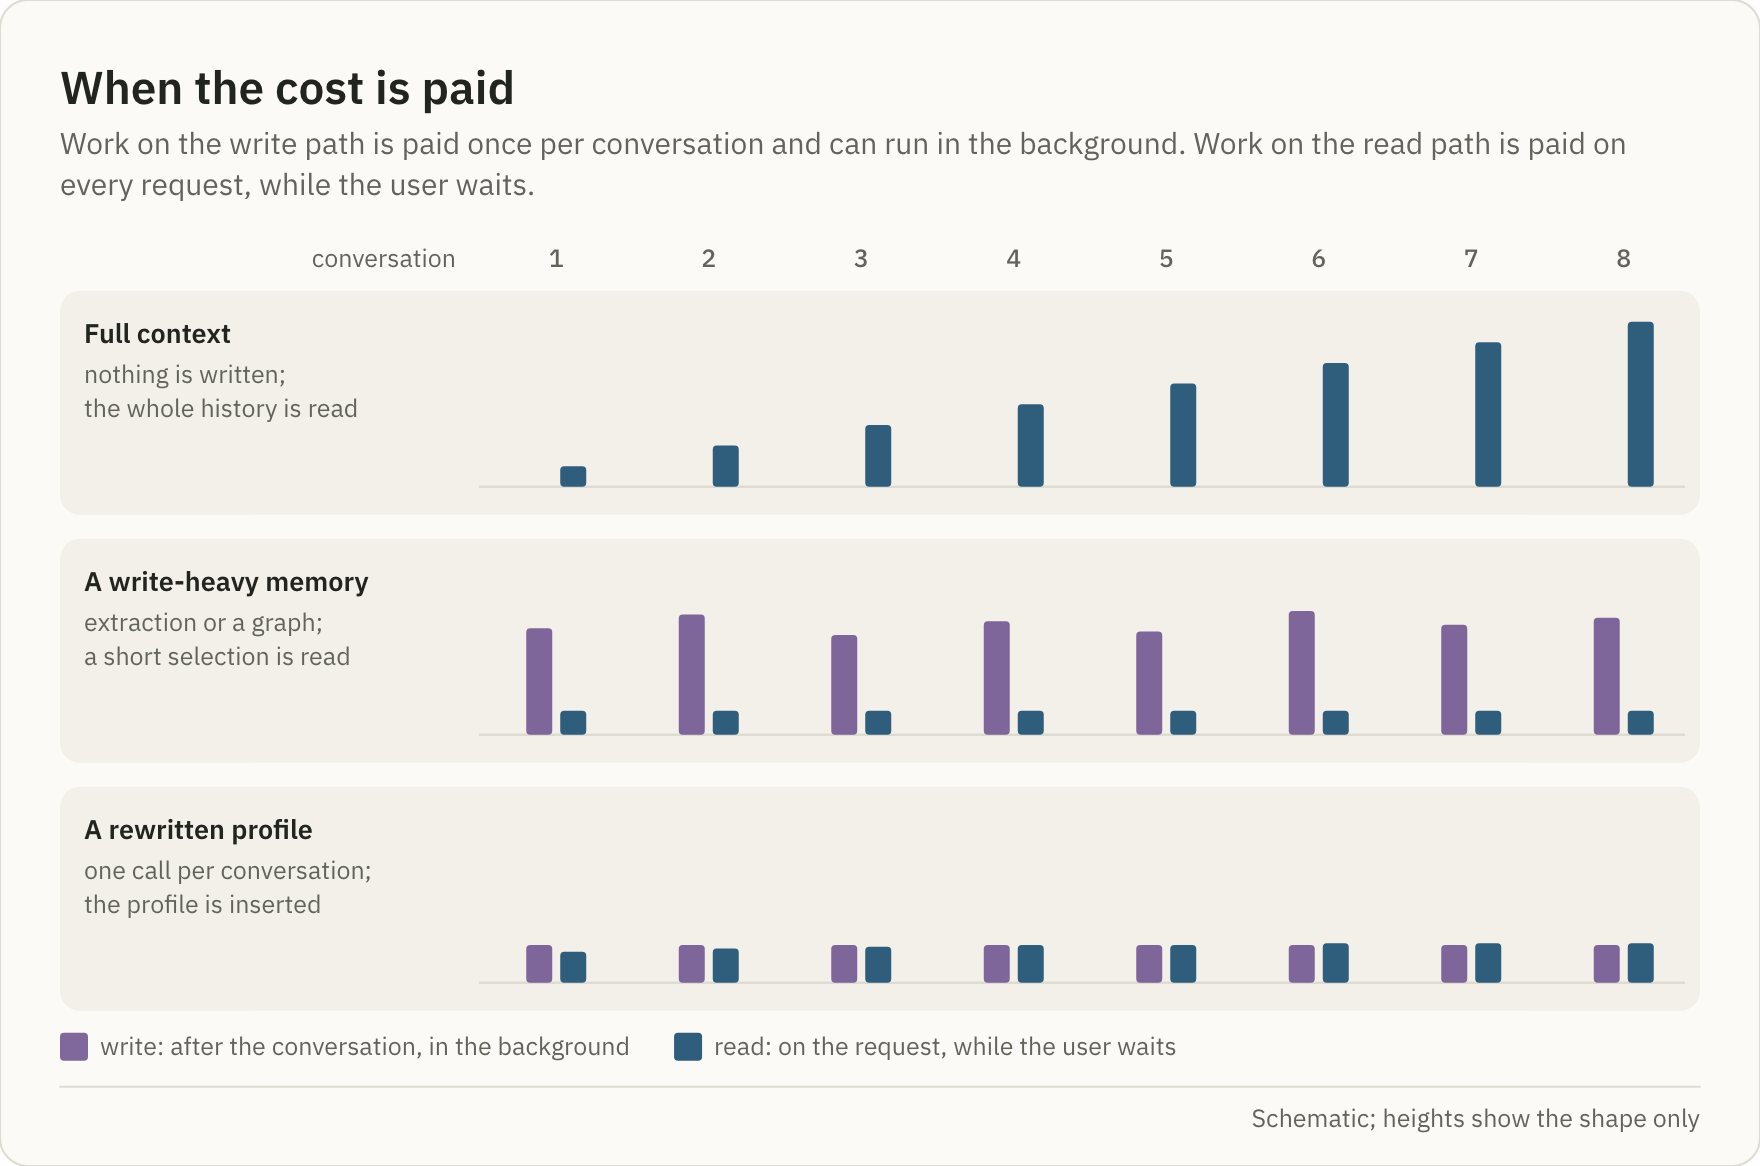 When the cost is paid
Work on the write path is paid once per conversation and can run in the background. Work on the read path is paid on
every request, while the user waits.
conversation 1 2 3 4 5 6 7 8
Full context
nothing is written;
the whole history is read
A write-heavy memory
extraction or a graph;
a short selection is read
A rewritten profile
one call per conversation;
the profile is inserted
write: after the conversation, in the background
read: on the request, while the user waits
Schematic; heights show the shape only